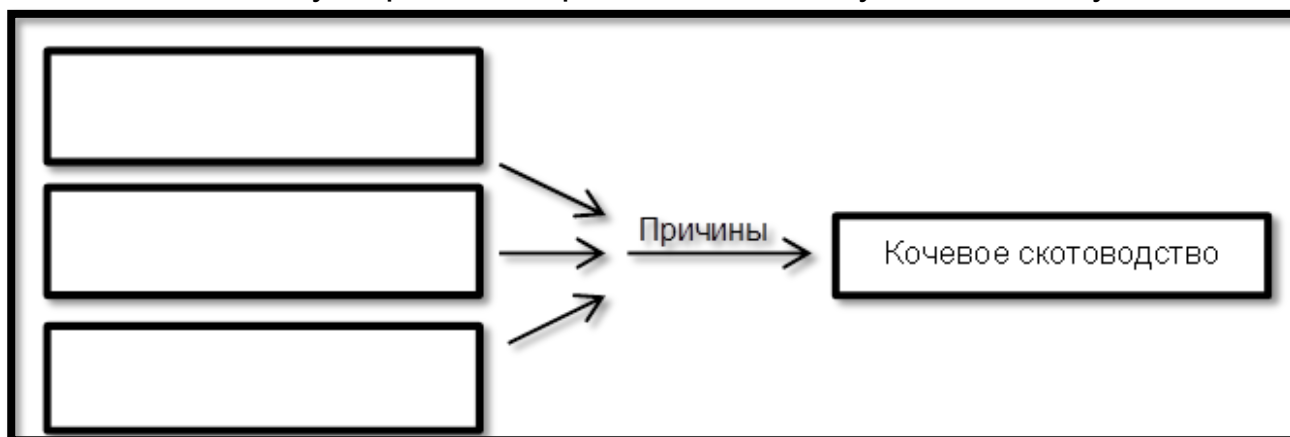 Причины
Кочевое скотоводство